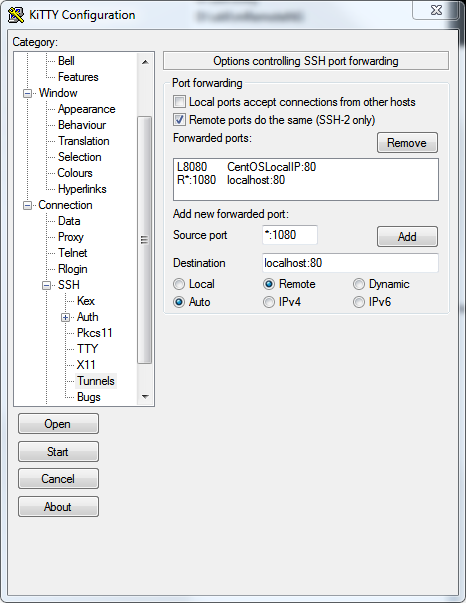 KiTTY Configuration
Category:
Bell
Features
Window
Appearance
Behaviour
Translation
Selection
Colours
Hyperlinks
Connection
Data
Proxy
Telnet
Rlogin
SSH
Kex
Auth
Pkcs11
TTY
X11
Tunnels
Bugs
Open
Start
Cancel
About
Options controlling SSH port forwarding
Port forwarding
Local ports accept connections from other hosts
Remote ports do the same (SSH-2 only)
Forwarded ports:
Remove
L8080 CentOSLocalIP:80
R*:1080 localhost:80
Add new forwarded port:
Source port *:1080 Add
Destination localhost:80
Local Remote Dynamic
Auto IPv4 IPv6